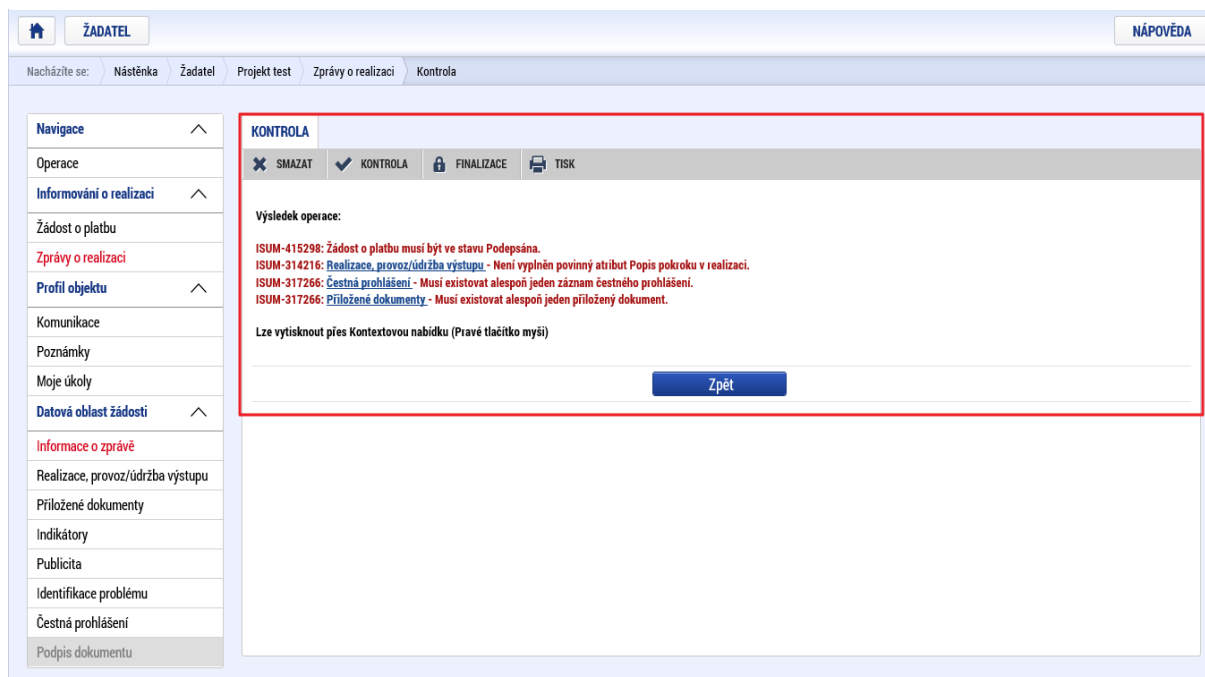 ŽADATEL
NÁPOVĚDA
Nacházíte se: Nástěnka Žadatel Projekt test Zprávy o realizaci Kontrola
Navigace
Operace
Informování o realizaci
Žádost o platbu
Zprávy o realizaci
Profil objektu
Komunikace
Poznámky
Moje úkoly
Datová oblast žádosti
Informace o zprávě
Realizace, provoz/údržba výstupu
Přiložené dokumenty
Indikátory
Publicita
Identifikace problému
Čestná prohlášení
Podpis dokumentu
KONTROLA
SMAZAT KONTROLA FINALIZACE TISK
Výsledek operace:
ISUM-415298: Žádost o platbu musí být ve stavu Podepsána.
ISUM-314216: Realizace, provoz/údržba výstupu - Není vyplněn povinný atribut Popis pokroku v realizaci.
ISUM-317266: Čestná prohlášení - Musí existovat alespoň jeden záznam čestného prohlášení.
ISUM-317266: Přiložené dokumenty - Musí existovat alespoň jeden přiložený dokument.
Lze vytisknout přes Kontextovou nabídku (Pravé tlačítko myši)
Zpět